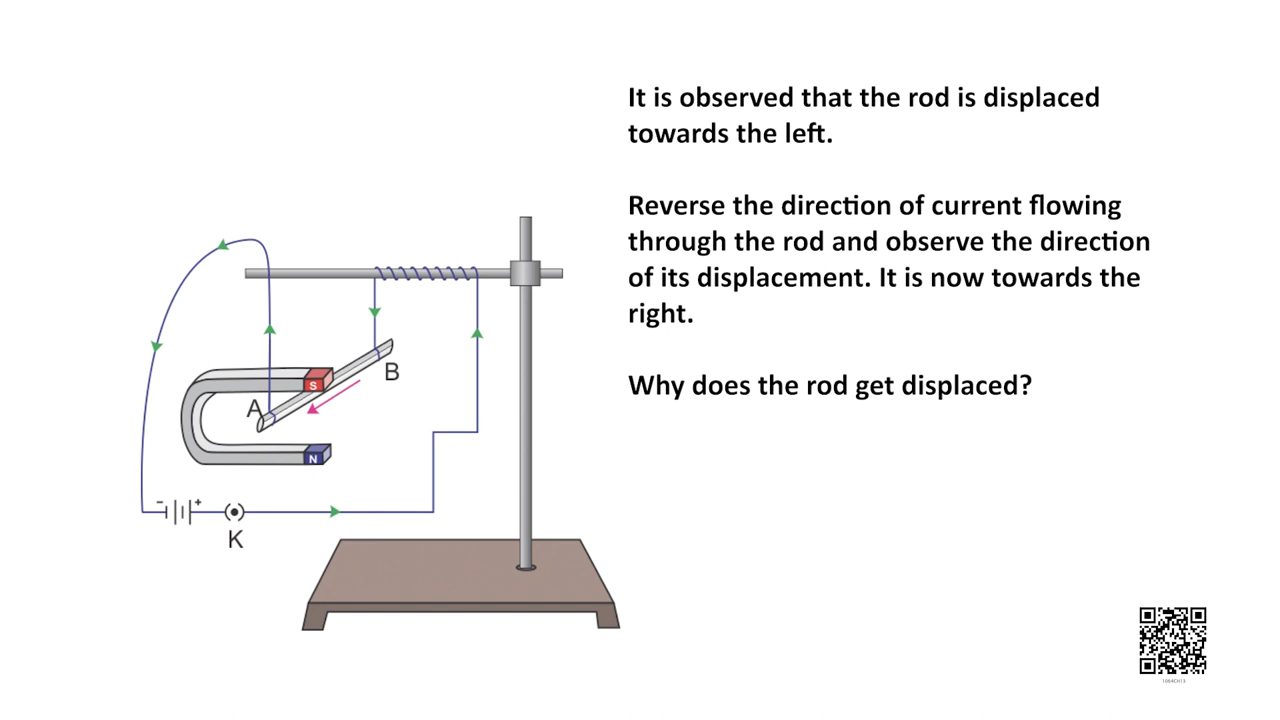 It is observed that the rod is displaced
towards the left.
Reverse the direction of current flowing
through the rod and observe the direction
of its displacement. It is now towards the
right.
Why does the rod get displaced?
B
S
A
N
- +
K
1064CH13